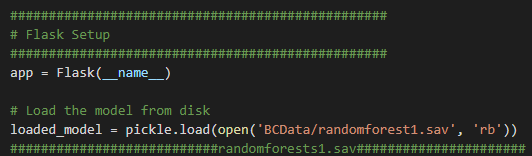 #################################################
# Flask Setup
#################################################
app = Flask(__name__)
# Load the model from disk
loaded_model = pickle.load(open('BCData/randomforest1.sav', 'rb'))
###########################randomforests1.sav######################